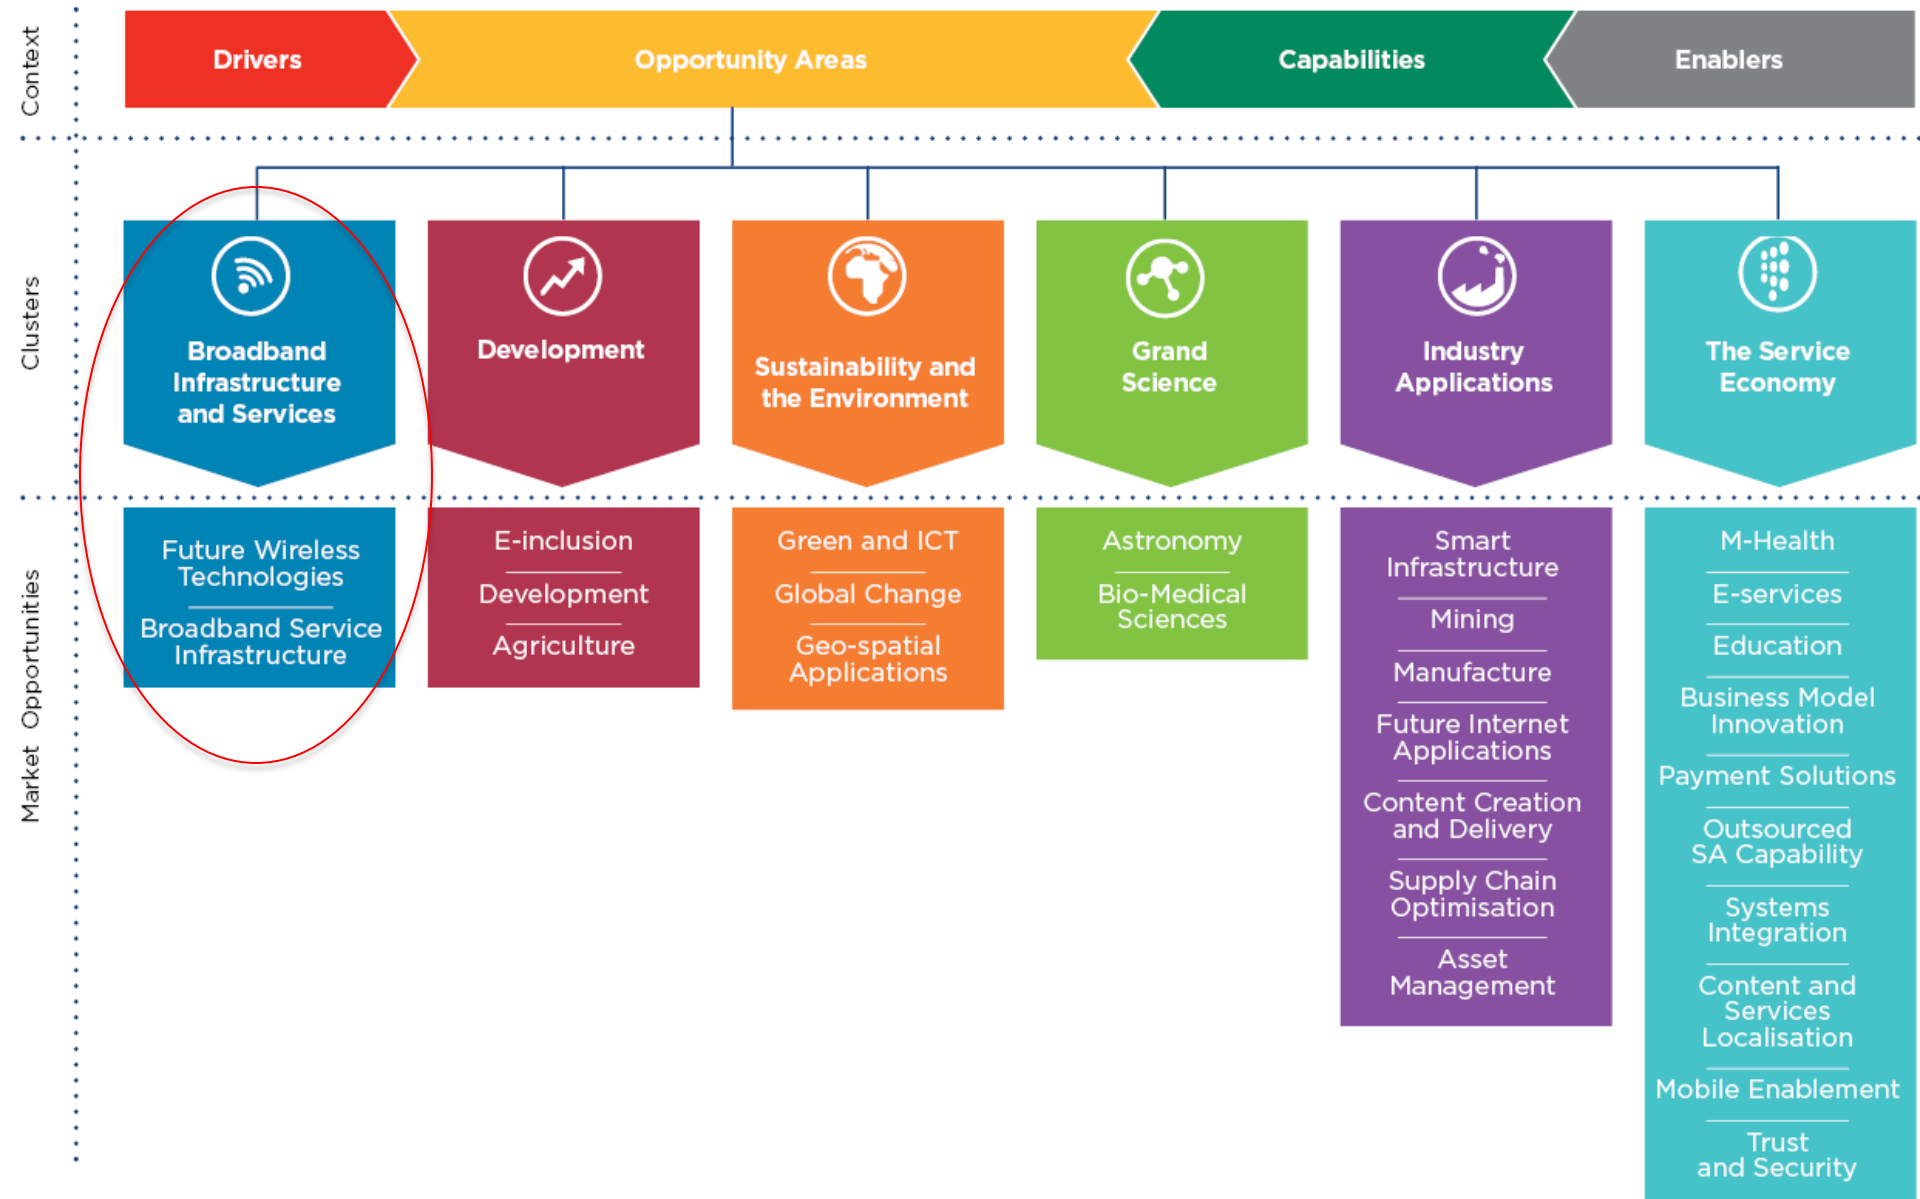 Context
Drivers
Opportunity Areas
Capabilities
Enablers
Clusters
Broadband
Infrastructure
and Services
Development
Sustainability and
the Environment
Grand
Science
Industry
Applications
The Service
Economy
Market Opportunities
Future Wireless
Technologies
Broadband Service
Infrastructure
E-inclusion
Development
Agriculture
Green and ICT
Global Change
Geo-spatial
Applications
Astronomy
Bio-Medical
Sciences
Smart
Infrastructure
Mining
Manufacture
Future Internet
Applications
Content Creation
and Delivery
Supply Chain
Optimisation
Asset
Management
M-Health
E-services
Education
Business Model
Innovation
Payment Solutions
Outsourced
SA Capability
Systems
Integration
Content and
Services
Localisation
Mobile Enablement
Trust
and Security